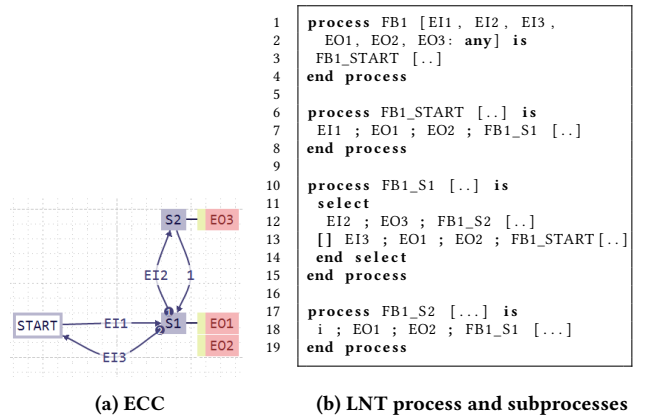 S2
EO3
EI2
1
1
START
EI1
S1
EO1
2
EI3
EO2
(a) ECC
1 process FB1 [EI1, EI2, EI3,
2 EO1, EO2, EO3: any] is
3 FB1_START [..]
4 end process
5
6 process FB1_START [..] is
7 EI1 ; EO1 ; EO2 ; FB1_S1 [..]
8 end process
9
10 process FB1_S1 [..] is
11 select
12 EI2 ; EO3 ; FB1_S2 [..]
13 [] EI3 ; EO1 ; EO2 ; FB1_START[..]
14 end select
15 end process
16
17 process FB1_S2 [...] is
18 i ; EO1 ; EO2 ; FB1_S1 [...]
19 end process
(b) LNT process and subprocesses